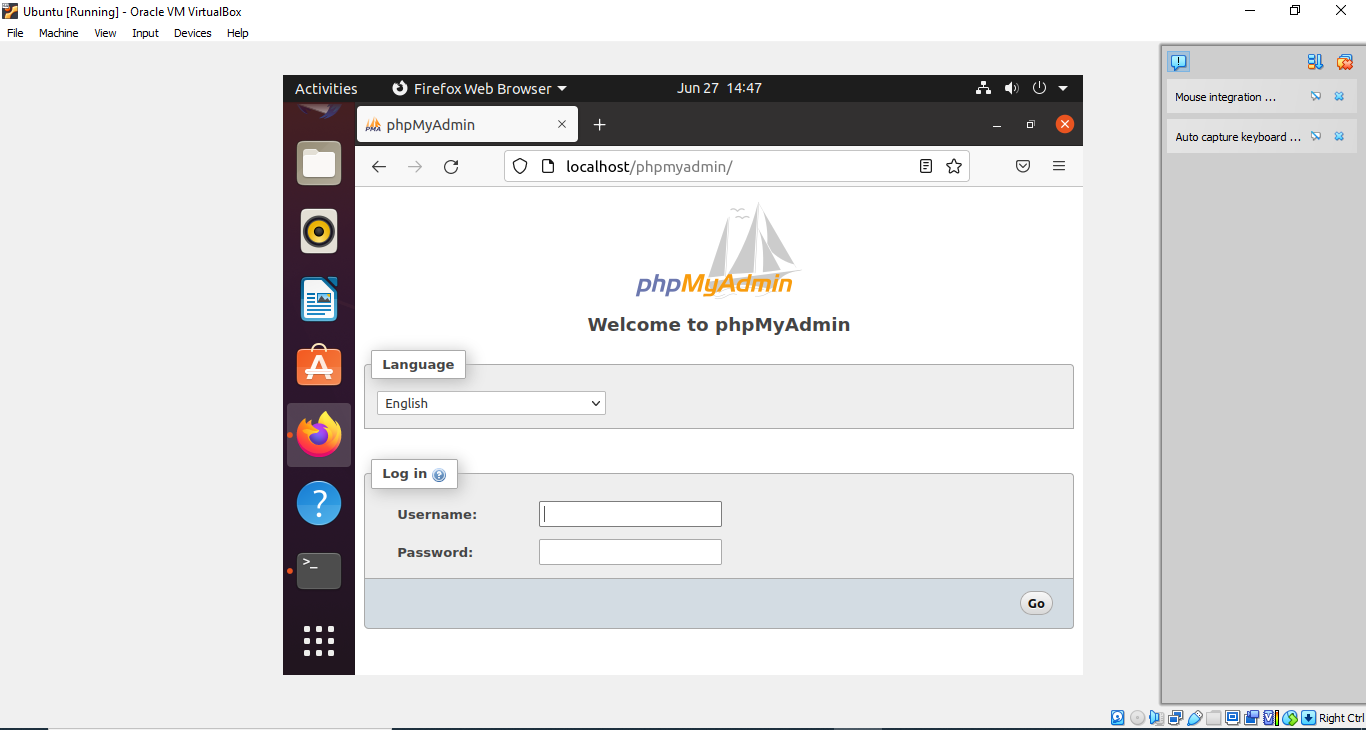 Ubuntu [Running] - Oracle VM VirtualBox
File Machine View Input Devices Help
Activities Firefox Web Browser Jun 27 14:47
PMA phpMyAdmin
localhost/phpmyadmin/
phpMyAdmin
Welcome to phpMyAdmin
Language
English
Log in
Username:
Password:
Go
Mouse integration ...
Auto capture keyboard ...
Right Ctrl